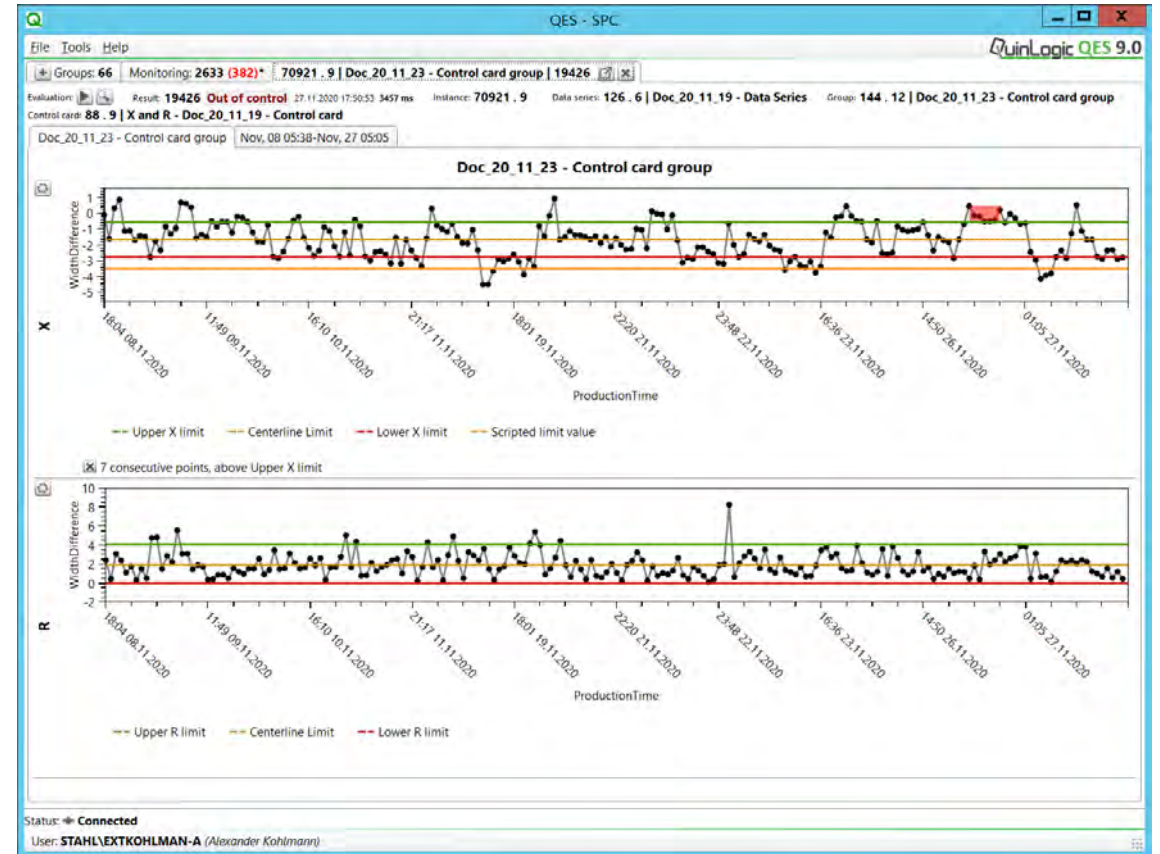 QES - SPC
File Tools Help
QuinLogic QES 9.0
Groups: 66 Monitoring: 2633 (382)* 70921 . 9 | Doc_20_11_23 - Control card group | 19426
Evaluation: Result: 19426 Out of control 27.11.2020 17:50:53 3457 ms Instance: 70921 . 9 Data series: 126 . 6 | Doc_20_11_19 - Data Series Group: 144 . 12 | Doc_20_11_23 - Control card group
Control card: 88 . 9 | X and R - Doc_20_11_19 - Control card
Doc_20_11_23 - Control card group Nov, 08 05:38-Nov, 27 05:05
Doc_20_11_23 - Control card group
X
WidthDifference
1
0
-1
-2
-3
-4
-5
18:04 08.11.2020 11:49 09.11.2020 16:10 10.11.2020 21:17 11.11.2020 18:01 19.11.2020 22:20 21.11.2020 23:48 22.11.2020 16:36 23.11.2020 14:50 26.11.2020 01:05 27.11.2020
ProductionTime
Upper X limit Centerline Limit Lower X limit Scripted limit value
7 consecutive points, above Upper X limit
R
WidthDifference
10
8
6
4
2
0
-2
18:04 08.11.2020 11:49 09.11.2020 16:10 10.11.2020 21:17 11.11.2020 18:01 19.11.2020 22:20 21.11.2020 23:48 22.11.2020 16:36 23.11.2020 14:50 26.11.2020 01:05 27.11.2020
ProductionTime
Upper R limit Centerline Limit Lower R limit
Status: Connected
User: STAHL\EXTKOHLMAN-A (Alexander Kohlmann)